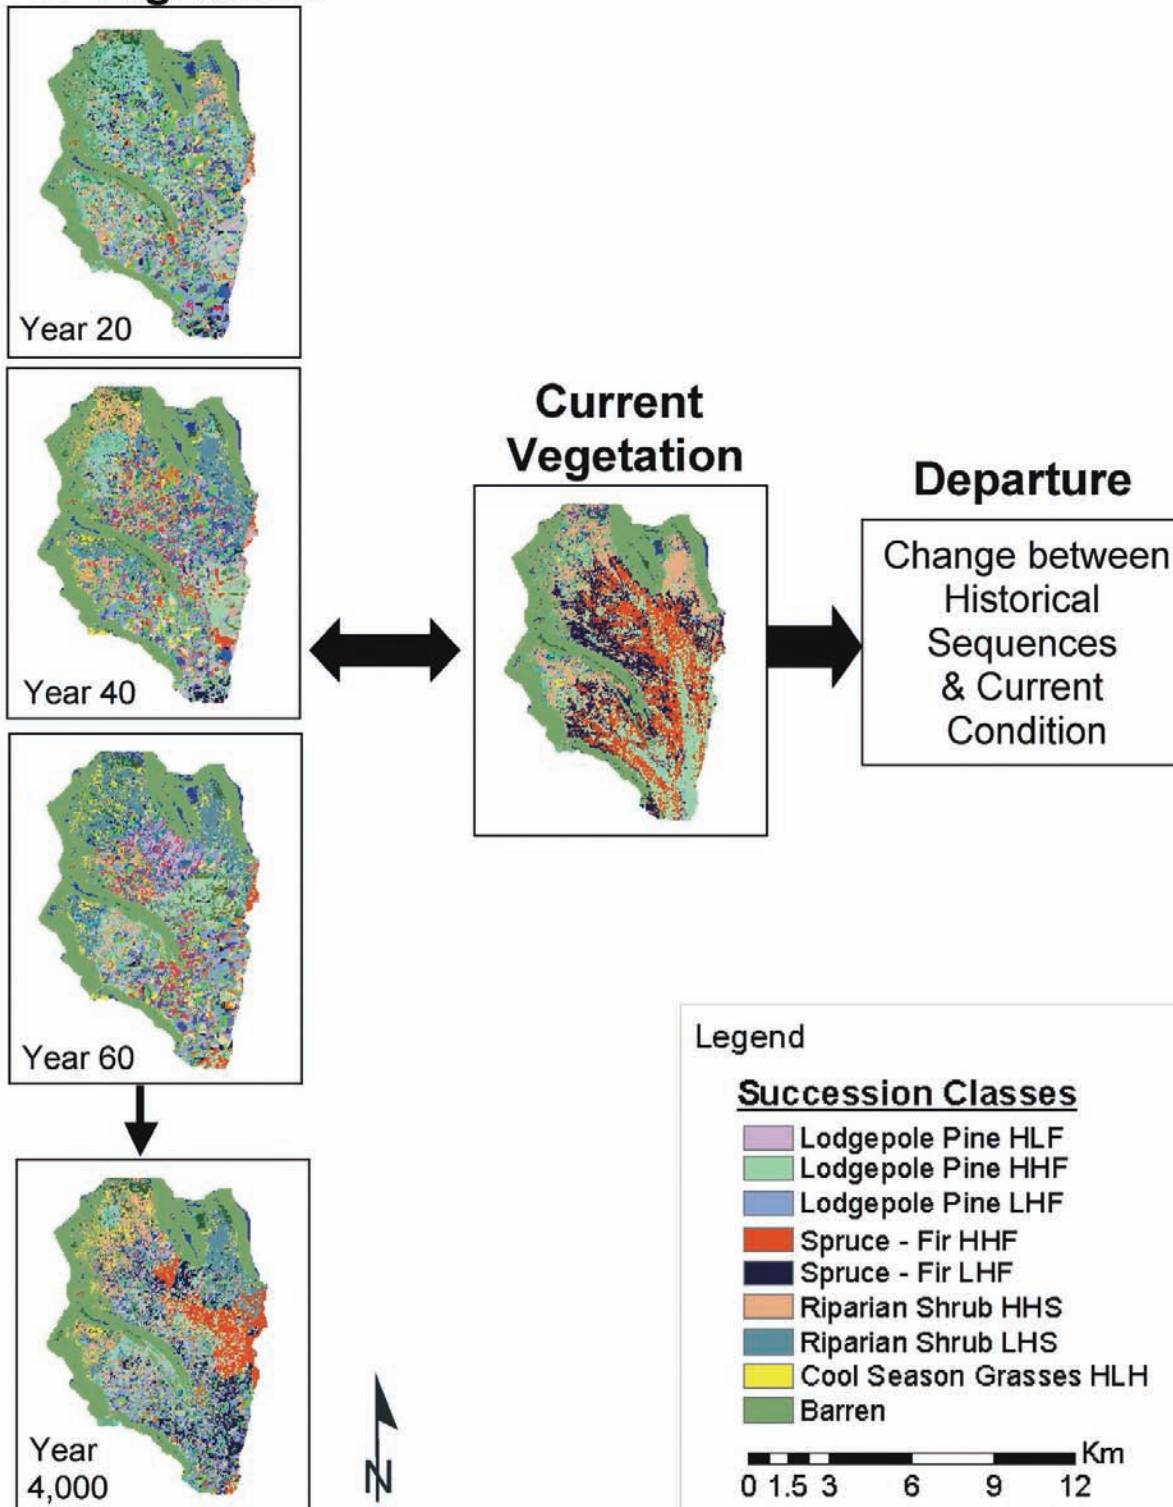 Year 20
Year 40
Year 60
Year
4,000
Current
Vegetation
Departure
Change between
Historical
Sequences
& Current
Condition
Legend
Succession Classes
Lodgepole Pine HLF
Lodgepole Pine HHF
Lodgepole Pine LHF
Spruce - Fir HHF
Spruce - Fir LHF
Riparian Shrub HHS
Riparian Shrub LHS
Cool Season Grasses HLH
Barren
Km
0 1.5 3 6 9 12
N